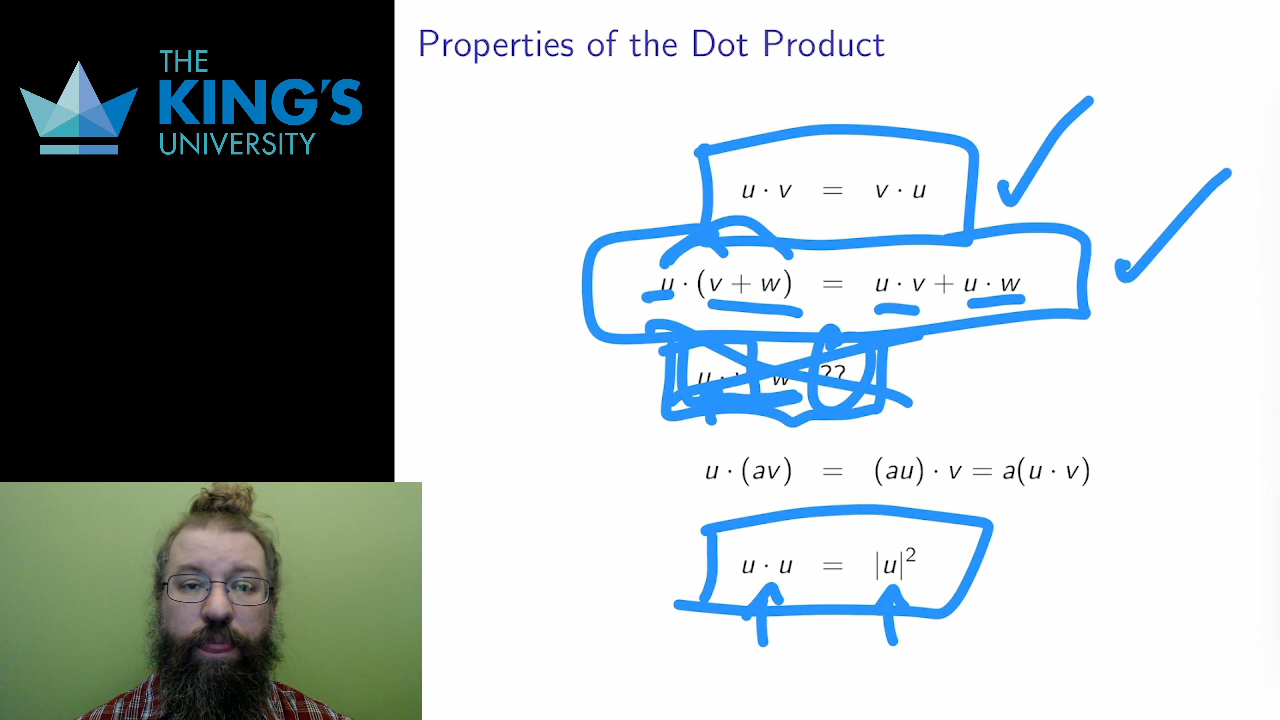 THE
KING'S
UNIVERSITY
Properties of the Dot Product
u · v = v · u
u · (v + w) = u · v + u · w
u · w ??
u · (av) = (au) · v = a(u · v)
u · u = |u|²